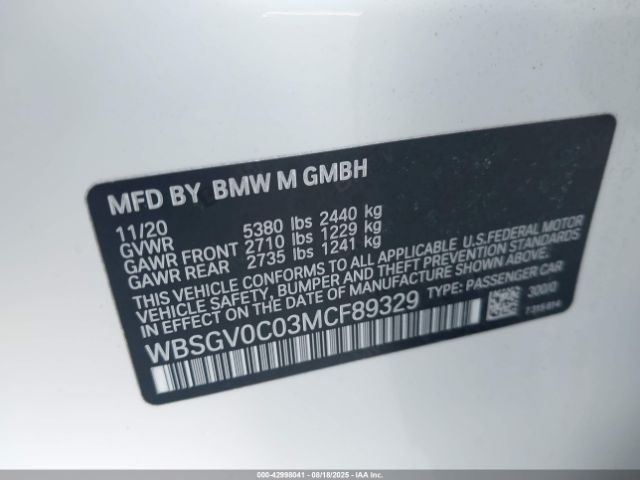 MFD BY BMW M GMBH
11/20
GVWR 5380 lbs 2440 kg
GAWR FRONT 2710 lbs 1229 kg
GAWR REAR 2735 lbs 1241 kg
THIS VEHICLE CONFORMS TO ALL APPLICABLE U.S.FEDERAL MOTOR
VEHICLE SAFETY, BUMPER AND THEFT PREVENTION STANDARDS
IN EFFECT ON THE DATE OF MANUFACTURE SHOWN ABOVE.
WBSGV0C03MCF89329 TYPE: PASSENGER CAR
300/0
000-42998041 - 08/18/2025 - IAA, Inc.